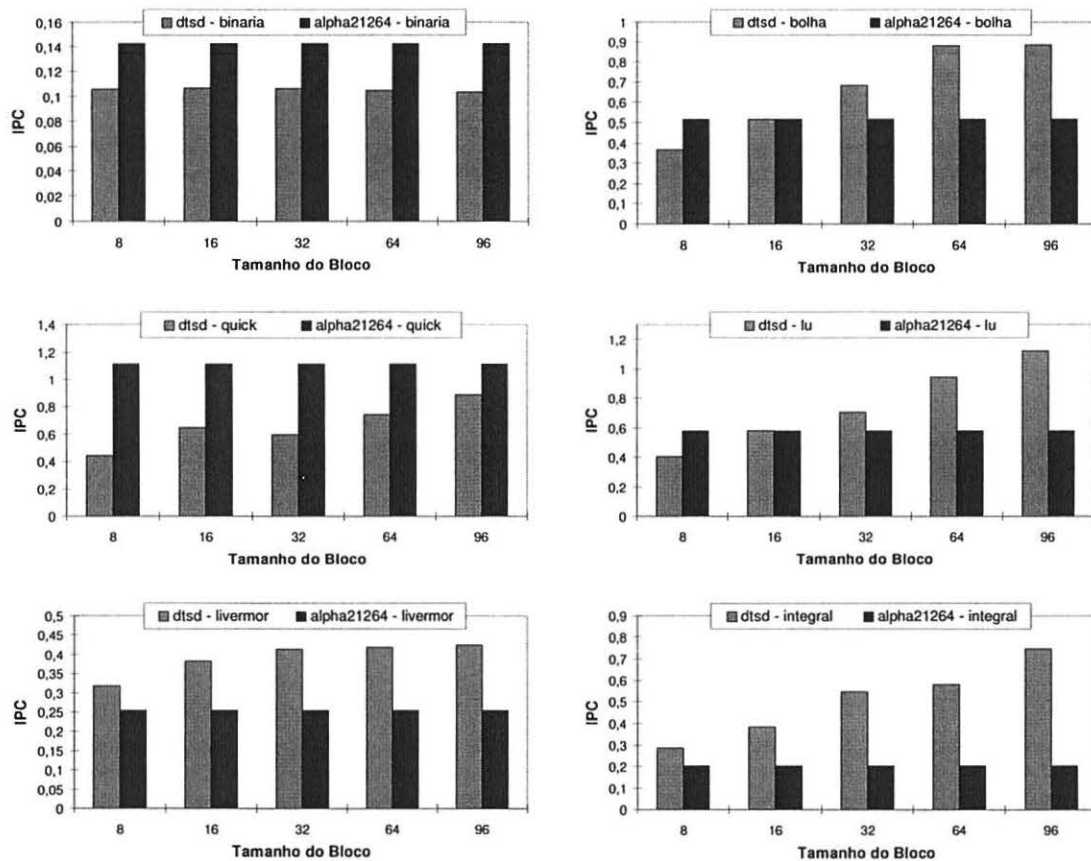 dtsd - binaria alpha21264 - binaria
0,16
0,14
0,12
0,1
0,08
0,06
0,04
0,02
0
IPC
8 16 32 64 96
Tamanho do Bloco
dtsd - bolha alpha21264 - bolha
1
0,9
0,8
0,7
0,6
0,5
0,4
0,3
0,2
0,1
0
IPC
8 16 32 64 96
Tamanho do Bloco
dtsd - quick alpha21264 - quick
1,4
1,2
1
0,8
0,6
0,4
0,2
0
IPC
8 16 32 64 96
Tamanho do Bloco
dtsd - lu alpha21264 - lu
1,2
1
0,8
0,6
0,4
0,2
0
IPC
8 16 32 64 96
Tamanho do Bloco
dtsd - livermor alpha21264 - livermor
0,5
0,45
0,4
0,35
0,3
0,25
0,2
0,15
0,1
0,05
0
IPC
8 16 32 64 96
Tamanho do Bloco
dtsd - integral alpha21264 - integral
0,9
0,8
0,7
0,6
0,5
0,4
0,3
0,2
0,1
0
IPC
8 16 32 64 96
Tamanho do Bloco